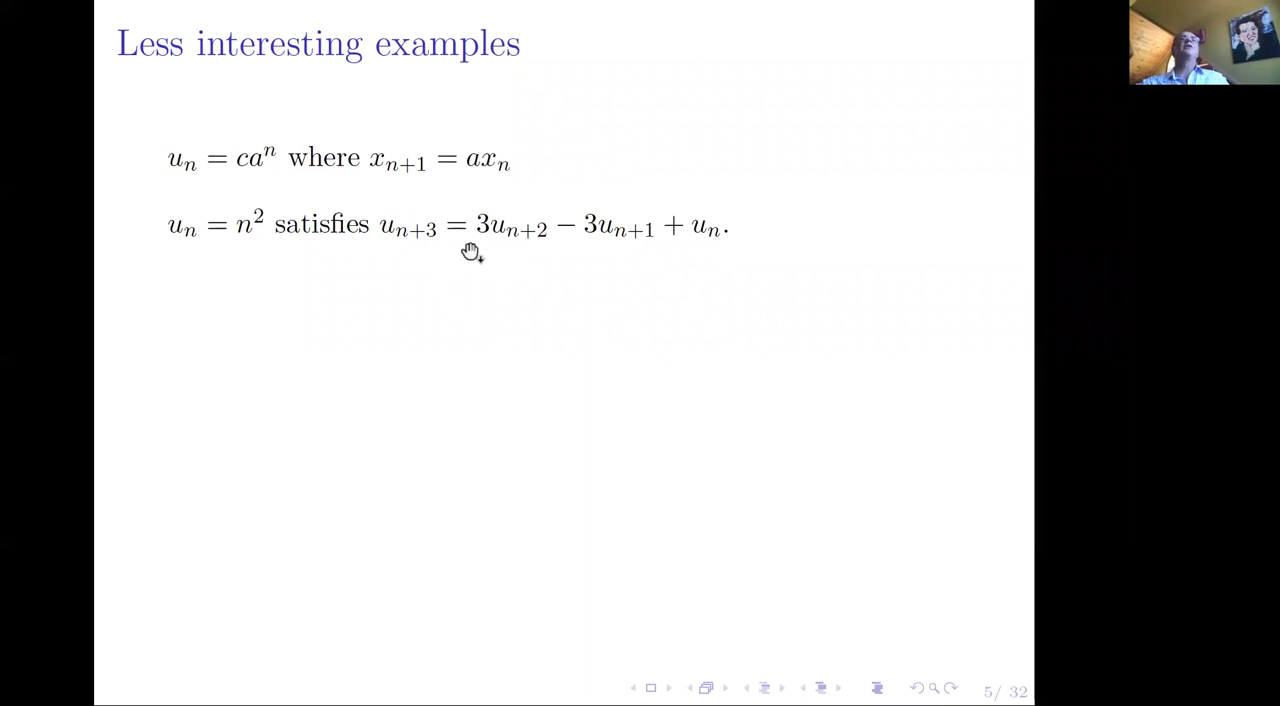 Less interesting examples
uₙ = caⁿ where xₙ₊₁ = axₙ
uₙ = n² satisfies uₙ₊₃ = 3uₙ₊₂ − 3uₙ₊₁ + uₙ.
5/ 32